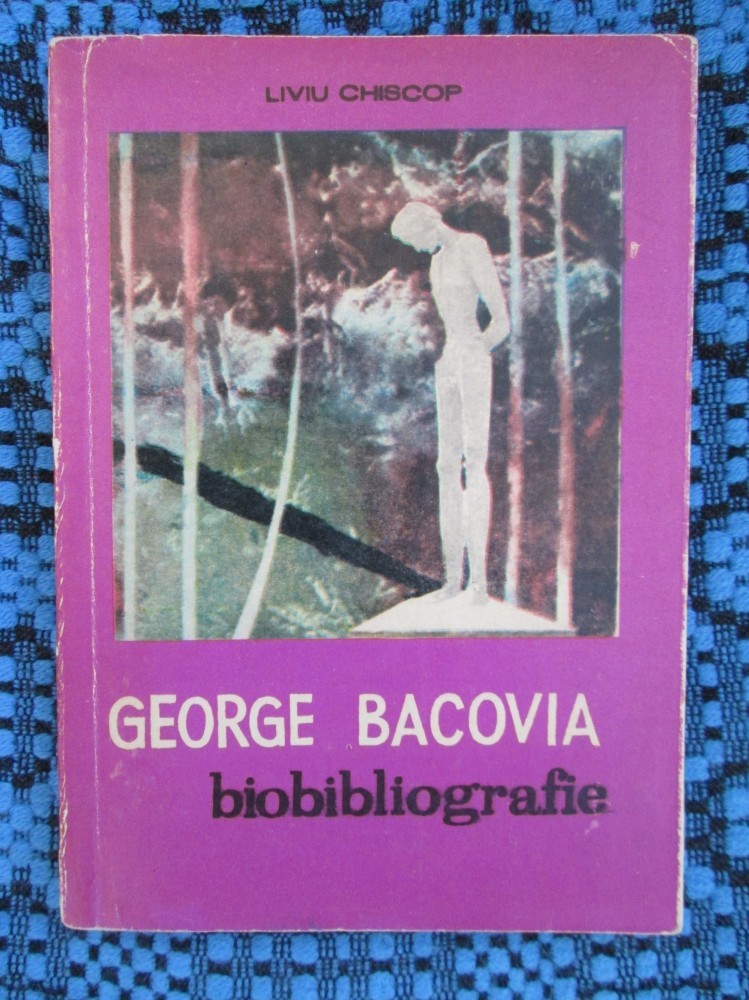 LIVIU CHISCOP
GEORGE BACOVIA
biobibliografie